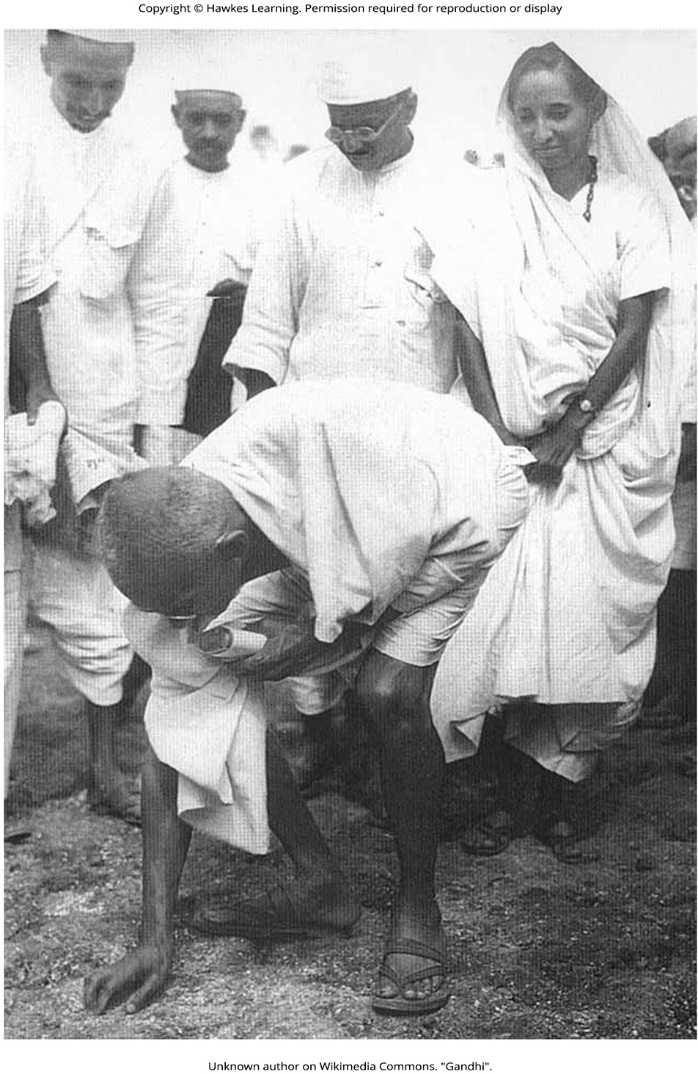 Copyright © Hawkes Learning. Permission required for reproduction or display
Unknown author on Wikimedia Commons. "Gandhi".